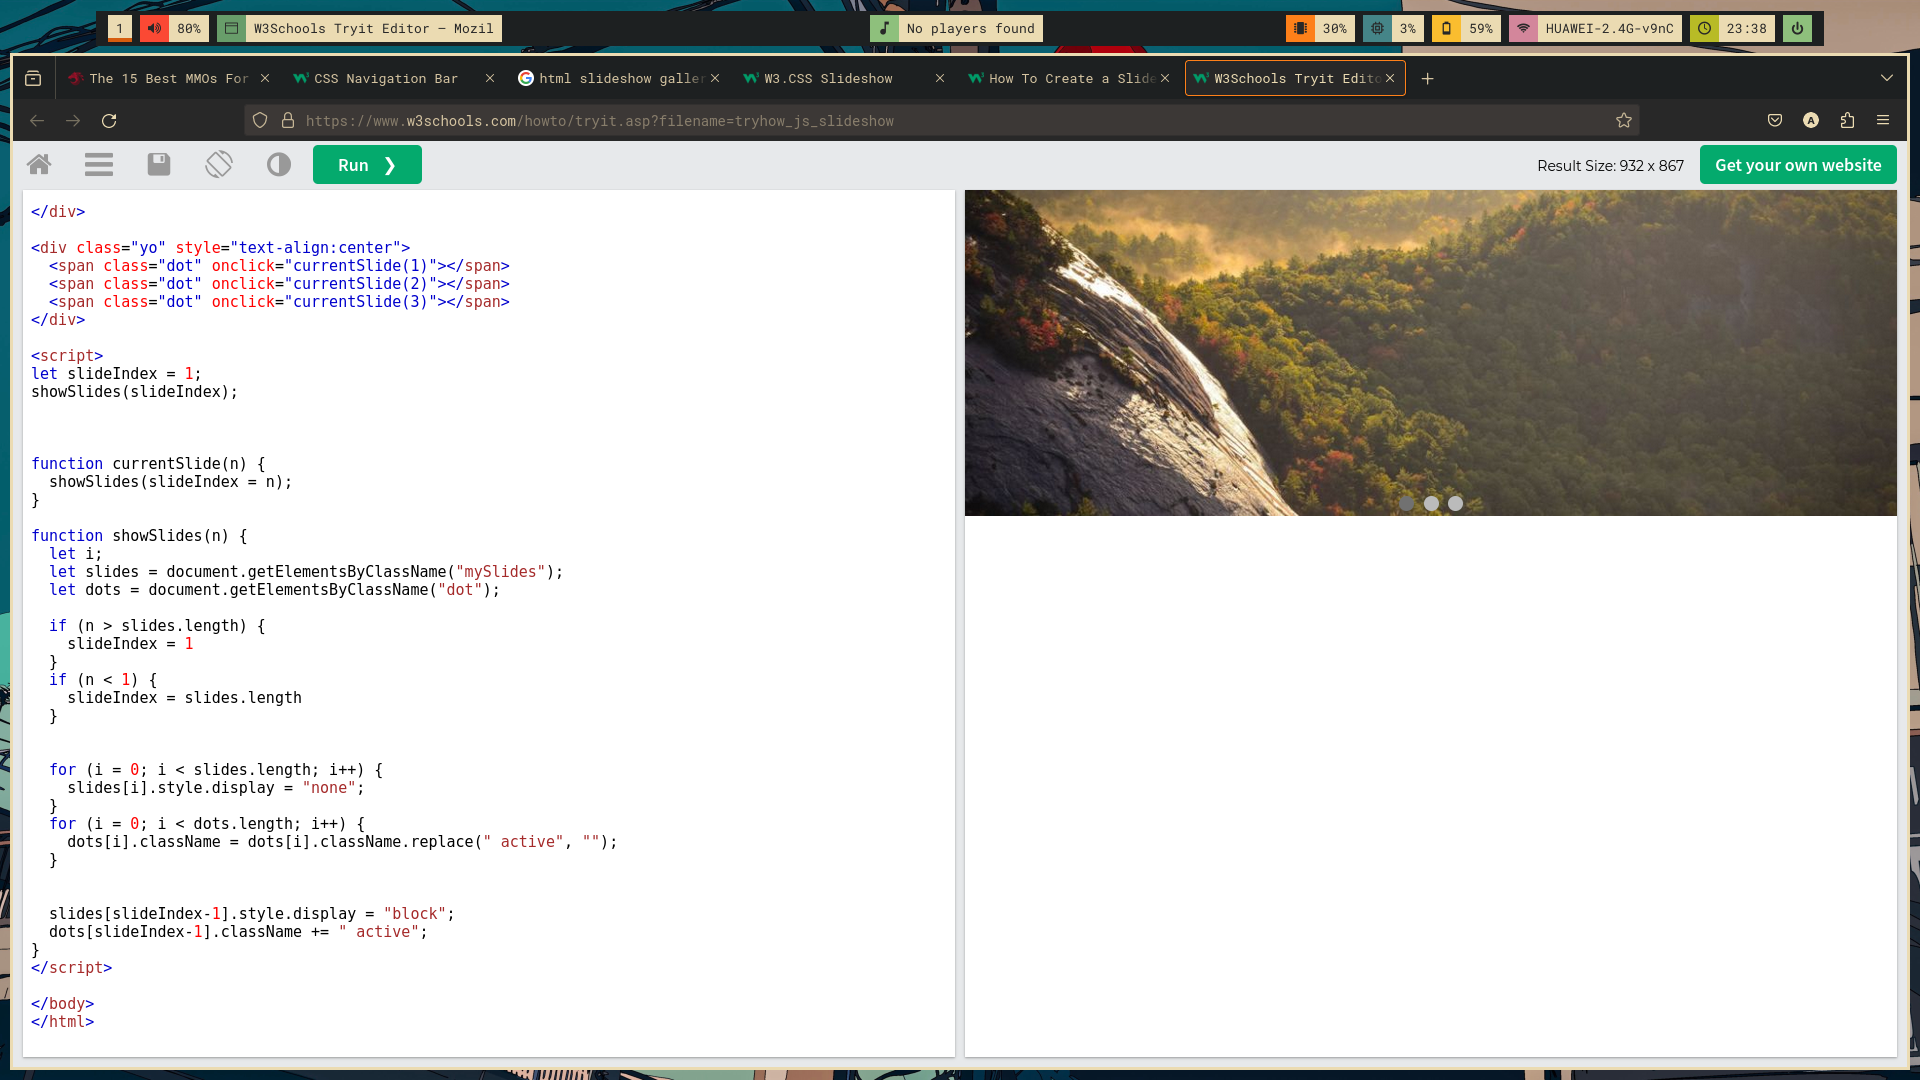 1
80%
W3Schools Tryit Editor — Mozil
No players found
30%
3%
59%
HUAWEI-2.4G-v9nC
23:38
The 15 Best MMOs For
CSS Navigation Bar
html slideshow galler
W3.CSS Slideshow
How To Create a Slide
W3Schools Tryit Edito
https://www.w3schools.com/howto/tryit.asp?filename=tryhow_js_slideshow
A
Run ❯
Result Size: 932 x 867
Get your own website
</div>
<div class="yo" style="text-align:center">
  <span class="dot" onclick="currentSlide(1)"></span>
  <span class="dot" onclick="currentSlide(2)"></span>
  <span class="dot" onclick="currentSlide(3)"></span>
</div>
<script>
let slideIndex = 1;
showSlides(slideIndex);
function currentSlide(n) {
  showSlides(slideIndex = n);
}
function showSlides(n) {
  let i;
  let slides = document.getElementsByClassName("mySlides");
  let dots = document.getElementsByClassName("dot");
  if (n > slides.length) {
    slideIndex = 1
  }
  if (n < 1) {
    slideIndex = slides.length
  }
  for (i = 0; i < slides.length; i++) {
    slides[i].style.display = "none";
  }
  for (i = 0; i < dots.length; i++) {
    dots[i].className = dots[i].className.replace(" active", "");
  }
  slides[slideIndex-1].style.display = "block";
  dots[slideIndex-1].className += " active";
}
</script>
</body>
</html>